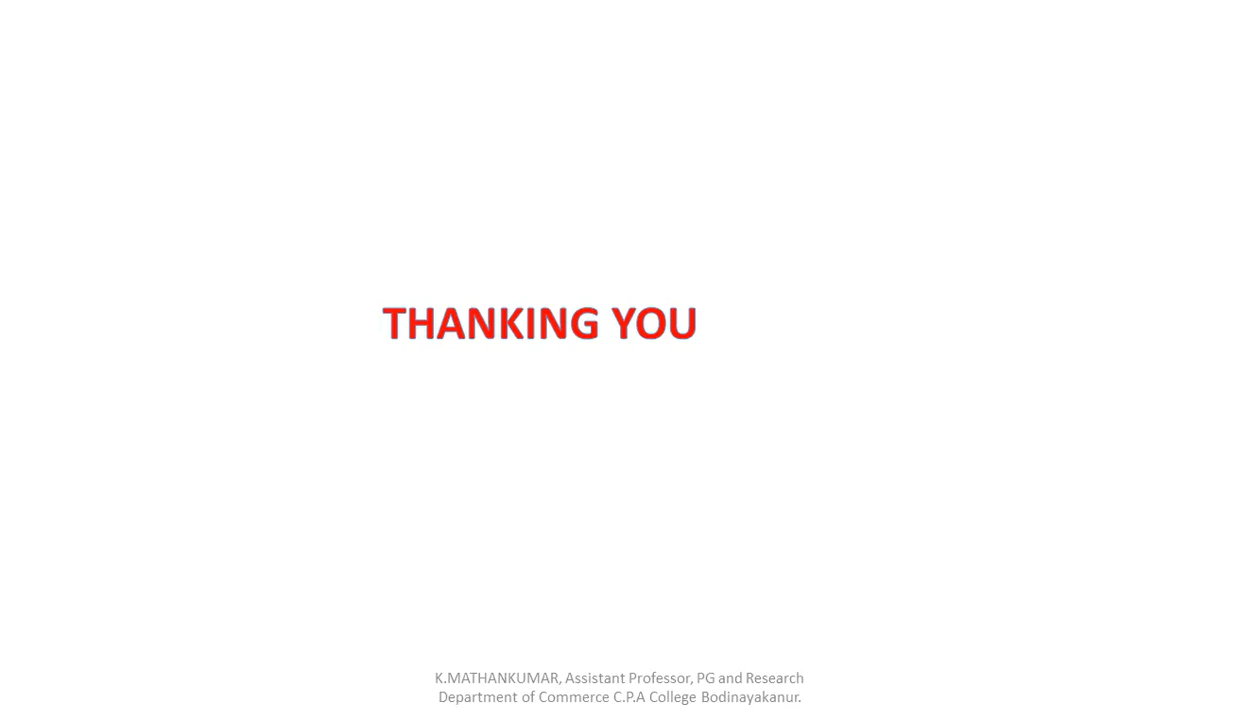 THANKING YOU
K.MATHANKUMAR, Assistant Professor, PG and Research
Department of Commerce C.P.A College Bodinayakanur.